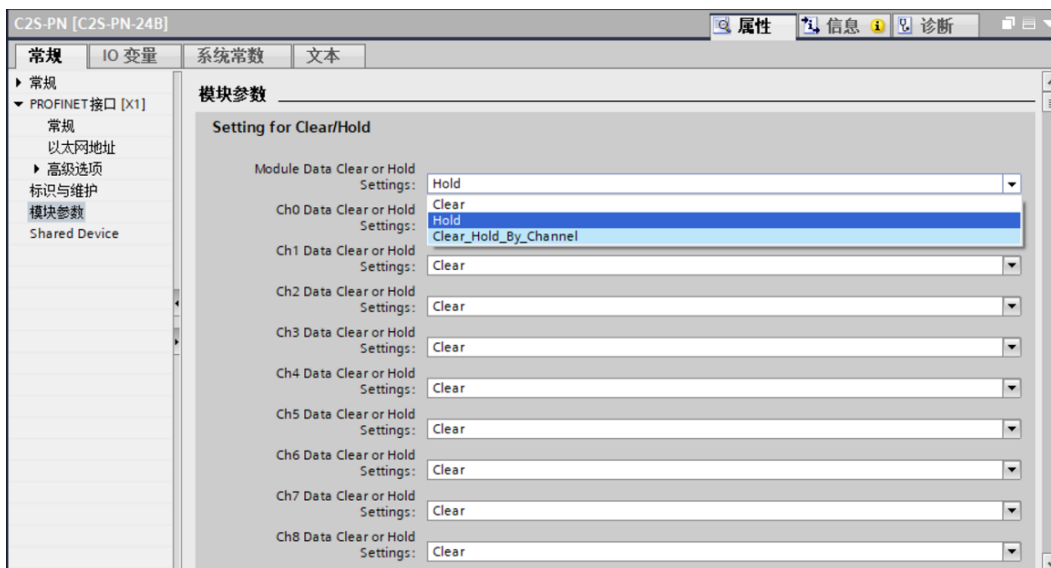 C2S-PN [C2S-PN-24B]
属性
信息
诊断
常规
IO 变量
系统常数
文本
常规
PROFINET接口 [X1]
常规
以太网地址
高级选项
标识与维护
模块参数
Shared Device
模块参数
Setting for Clear/Hold
Module Data Clear or Hold
Settings: Hold
Clear
Hold
Clear_Hold_By_Channel
Ch0 Data Clear or Hold
Settings:
Ch1 Data Clear or Hold
Settings: Clear
Ch2 Data Clear or Hold
Settings: Clear
Ch3 Data Clear or Hold
Settings: Clear
Ch4 Data Clear or Hold
Settings: Clear
Ch5 Data Clear or Hold
Settings: Clear
Ch6 Data Clear or Hold
Settings: Clear
Ch7 Data Clear or Hold
Settings: Clear
Ch8 Data Clear or Hold
Settings: Clear